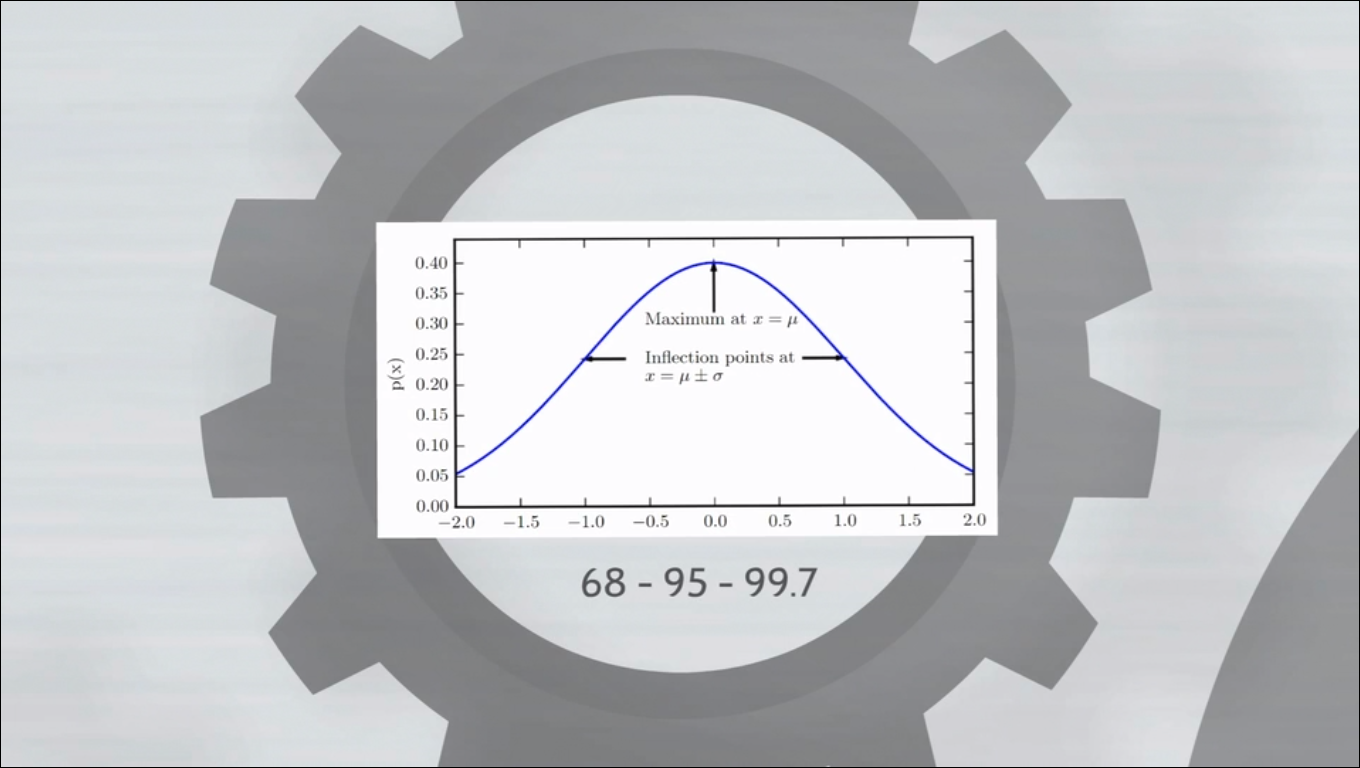 0.40
0.35
0.30
0.25
0.20
0.15
0.10
0.05
0.00
p(x)
Maximum at x = μ
Inflection points at
x = μ ± σ
−2.0 −1.5 −1.0 −0.5 0.0 0.5 1.0 1.5 2.0
68 - 95 - 99.7